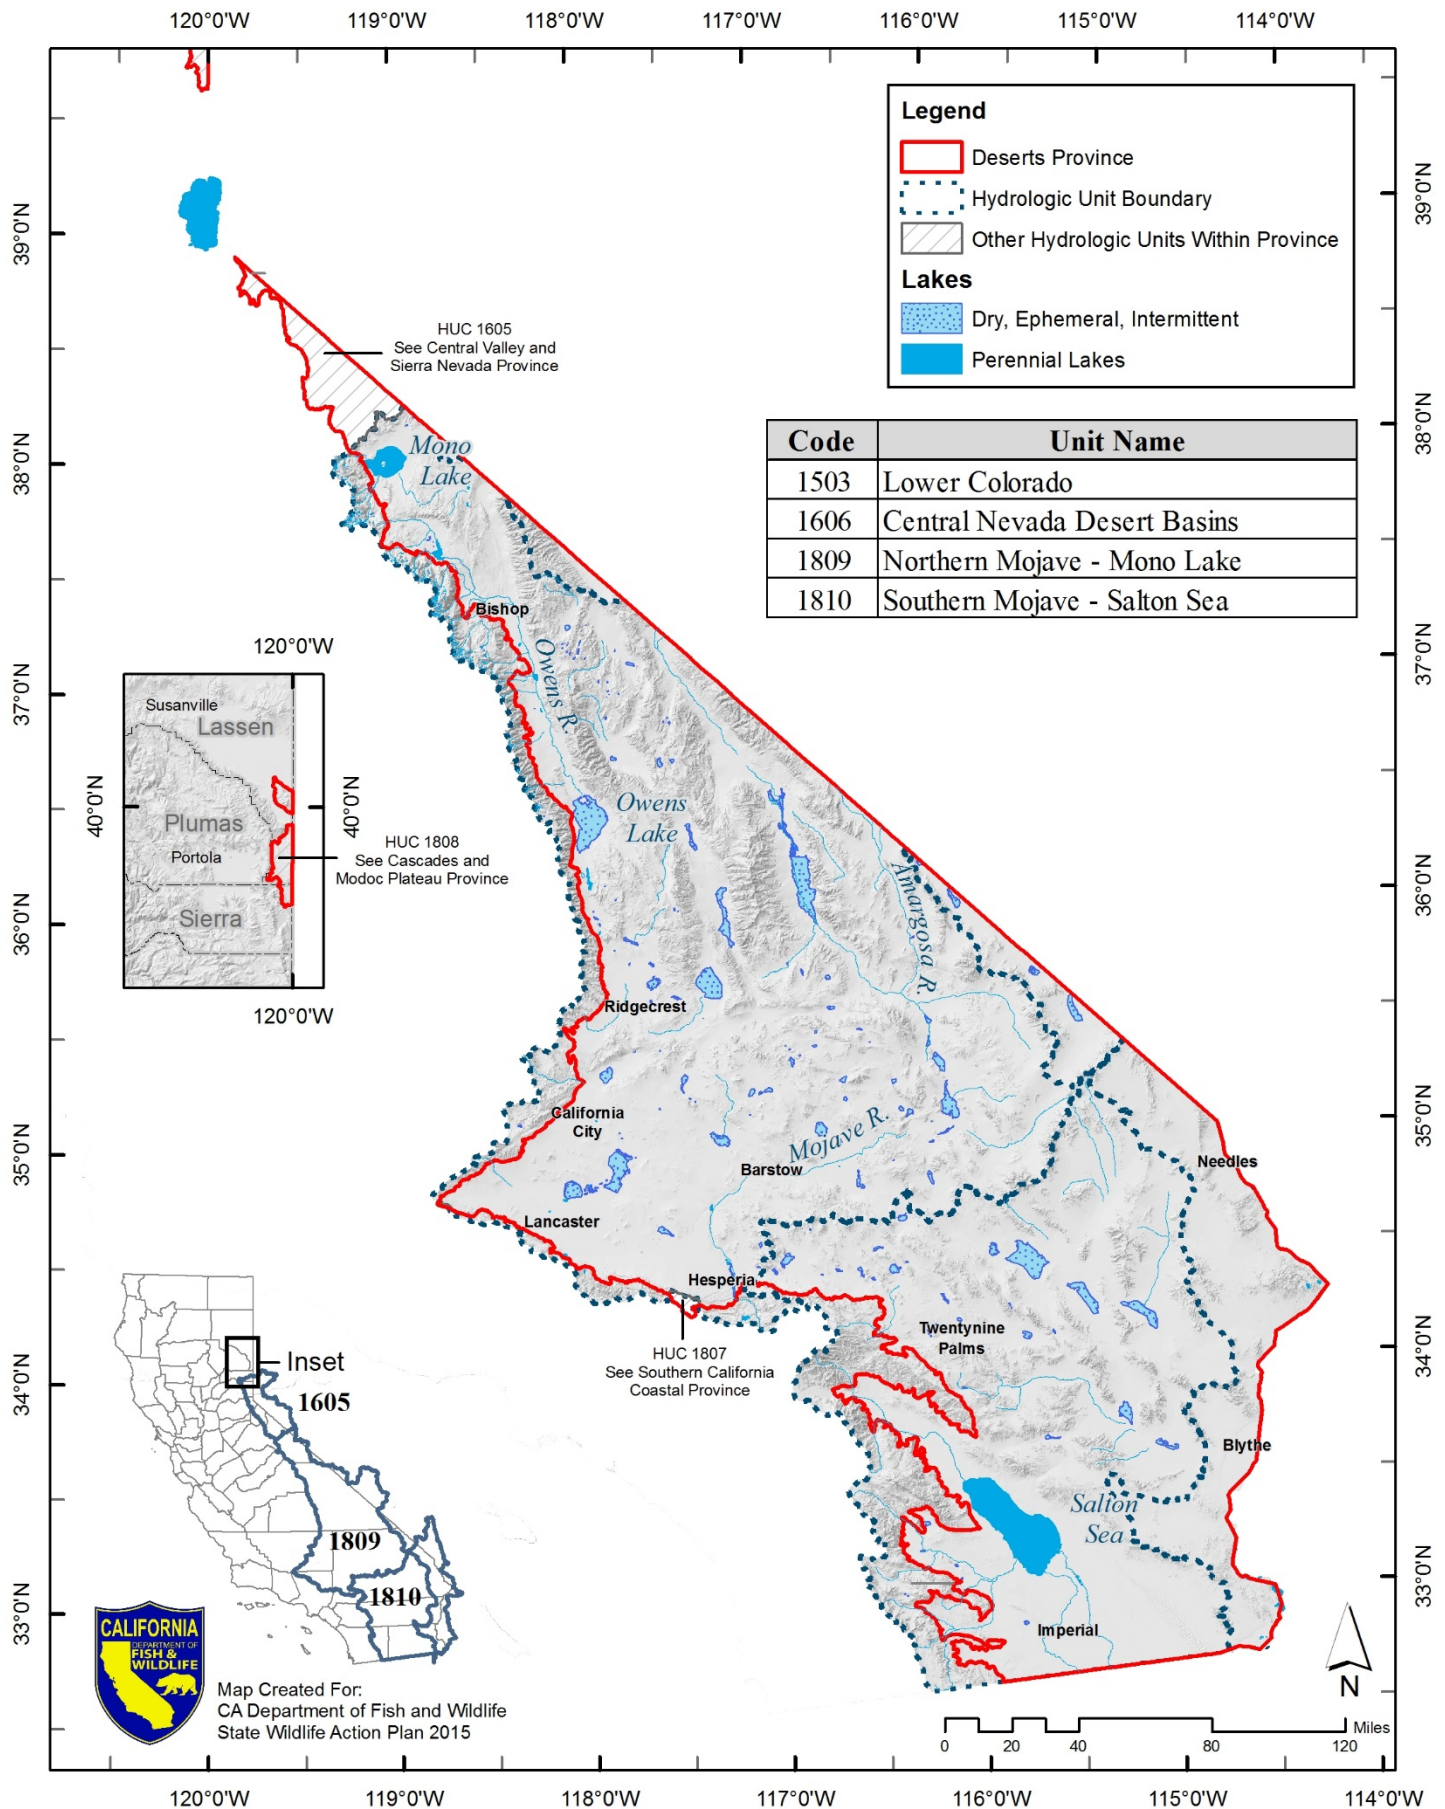 120°0'W 119°0'W 118°0'W 117°0'W 116°0'W 115°0'W 114°0'W
Legend
Deserts Province
Hydrologic Unit Boundary
Other Hydrologic Units Within Province
Lakes
Dry, Ephemeral, Intermittent
Perennial Lakes
Code Unit Name
1503 Lower Colorado
1606 Central Nevada Desert Basins
1809 Northern Mojave - Mono Lake
1810 Southern Mojave - Salton Sea
39°0'N
38°0'N
37°0'N
36°0'N
35°0'N
34°0'N
33°0'N
39°0'N
38°0'N
37°0'N
36°0'N
35°0'N
34°0'N
33°0'N
HUC 1605
See Central Valley and
Sierra Nevada Province
Mono
Lake
Bishop
Owens R.
Owens
Lake
Amargosa R.
Ridgecrest
California
City
Mojave R.
Barstow
Needles
Lancaster
Hesperia
Twentynine
Palms
HUC 1807
See Southern California
Coastal Province
Blythe
Salton
Sea
Imperial
120°0'W
Susanville
Lassen
40°0'N
40°0'N
Plumas
Portola
Sierra
120°0'W
HUC 1808
See Cascades and
Modoc Plateau Province
Inset
1605
1809
1810
CALIFORNIA
DEPARTMENT OF
FISH &
WILDLIFE
Map Created For:
CA Department of Fish and Wildlife
State Wildlife Action Plan 2015
N
Miles
0 20 40 80 120
120°0'W 119°0'W 118°0'W 117°0'W 116°0'W 115°0'W 114°0'W